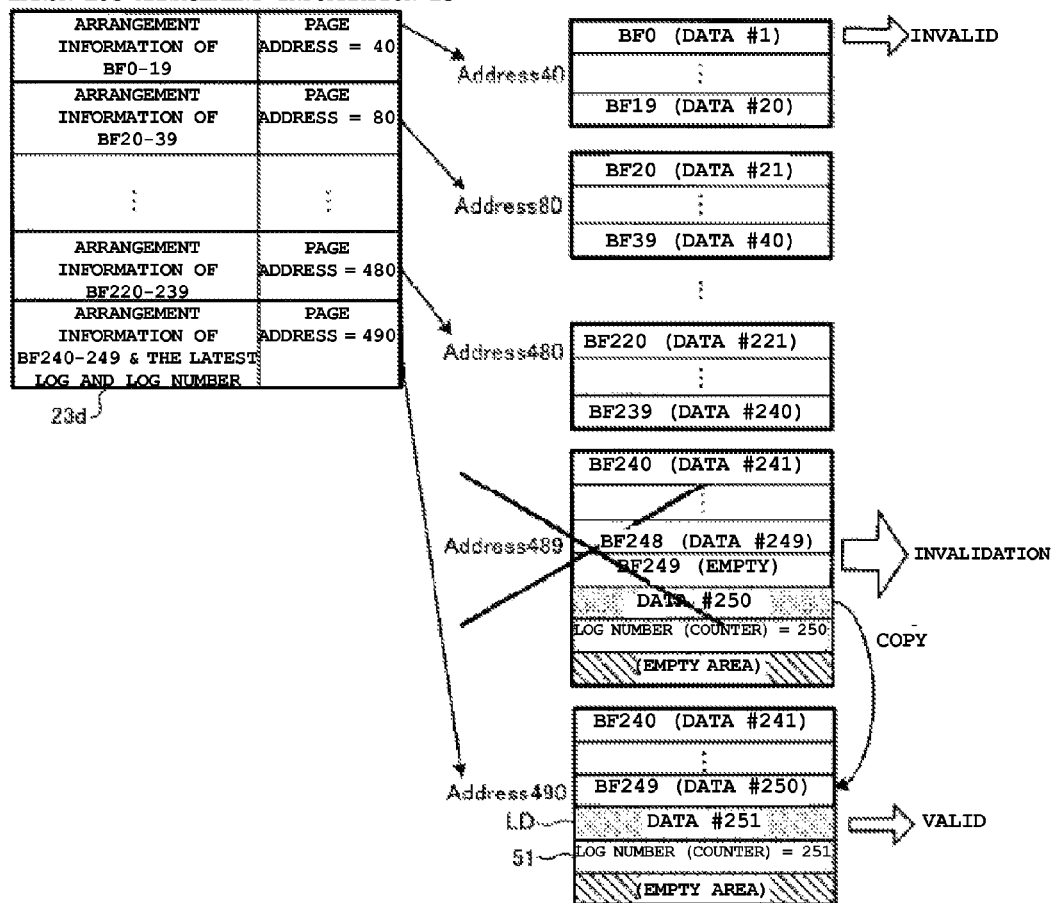 ARRANGEMENT
INFORMATION OF
BF0-19
PAGE
ADDRESS = 40
ARRANGEMENT
INFORMATION OF
BF20-39
PAGE
ADDRESS = 80
ARRANGEMENT
INFORMATION OF
BF220-239
PAGE
ADDRESS = 480
ARRANGEMENT
INFORMATION OF
BF240-249 & THE LATEST
LOG AND LOG NUMBER
PAGE
ADDRESS = 490
23d
Address40
BF0 (DATA #1)
BF19 (DATA #20)
INVALID
Address80
BF20 (DATA #21)
BF39 (DATA #40)
Address480
BF220 (DATA #221)
BF239 (DATA #240)
Address489
BF240 (DATA #241)
BF248 (DATA #249)
BF249 (EMPTY)
DATA #250
LOG NUMBER (COUNTER) = 250
(EMPTY AREA)
INVALIDATION
COPY
Address490
BF240 (DATA #241)
BF249 (DATA #250)
LD
DATA #251
VALID
51
LOG NUMBER (COUNTER) = 251
(EMPTY AREA)